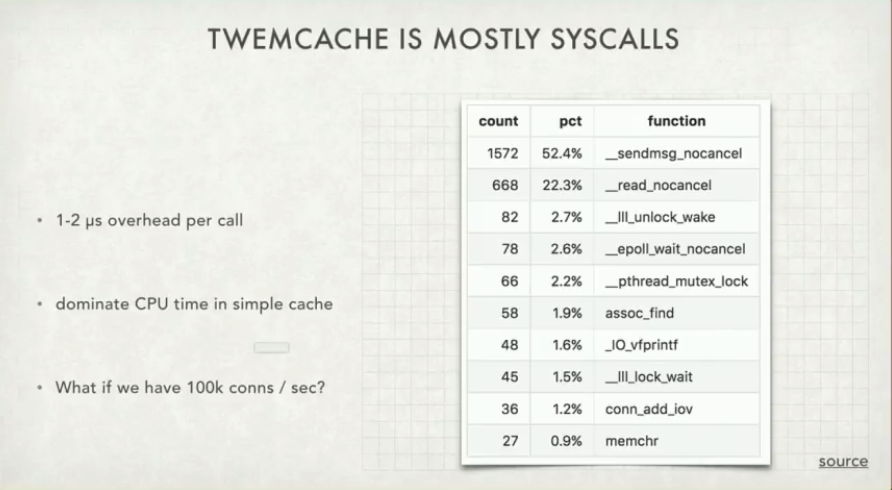 TWEMCACHE IS MOSTLY SYSCALLS
• 1-2 µs overhead per call
• dominate CPU time in simple cache
• What if we have 100k conns / sec?
count pct function
1572 52.4% __sendmsg_nocancel
668 22.3% __read_nocancel
82 2.7% __lll_unlock_wake
78 2.6% __epoll_wait_nocancel
66 2.2% __pthread_mutex_lock
58 1.9% assoc_find
48 1.6% _IO_vfprintf
45 1.5% __lll_lock_wait
36 1.2% conn_add_iov
27 0.9% memchr
source